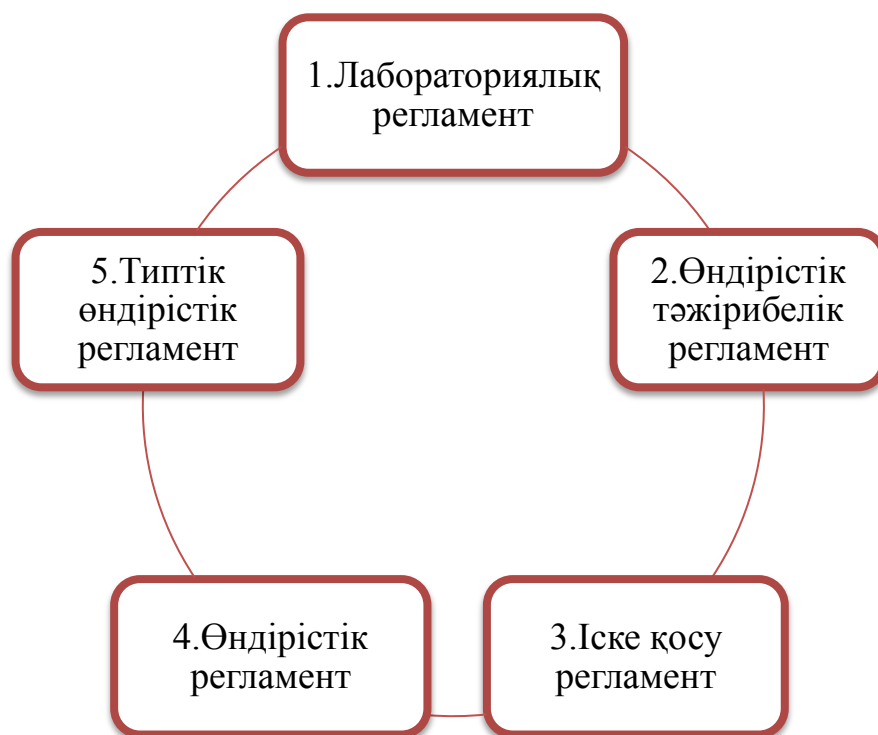 1.Лабораториялық
регламент
2.Өндірістік
тәжірибелік
регламент
3.Іске қосу
регламент
4.Өндірістік
регламент
5.Типтік
өндірістік
регламент